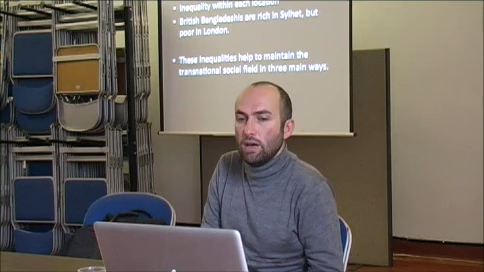 Inequality within each location
• British Bangladeshis are rich in Sylhet, but
poor in London.
• These Inequalities help to maintain the
transnational social field in three main ways.